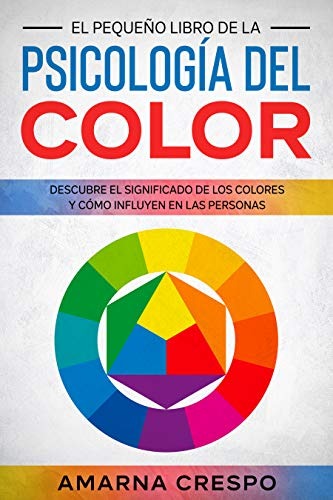 EL PEQUEÑO LIBRO DE LA
PSICOLOGÍA DEL
COLOR
DESCUBRE EL SIGNIFICADO DE LOS COLORES
Y CÓMO INFLUYEN EN LAS PERSONAS
AMARNA CRESPO